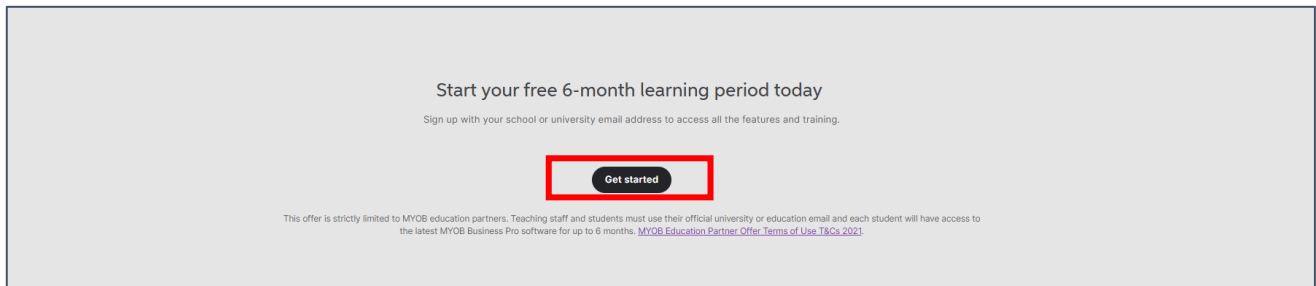 Start your free 6-month learning period today
Sign up with your school or university email address to access all the features and training.
Get started
This offer is strictly limited to MYOB education partners. Teaching staff and students must use their official university or education email and each student will have access to
the latest MYOB Business Pro software for up to 6 months. MYOB Education Partner Offer Terms of Use T&Cs 2021.